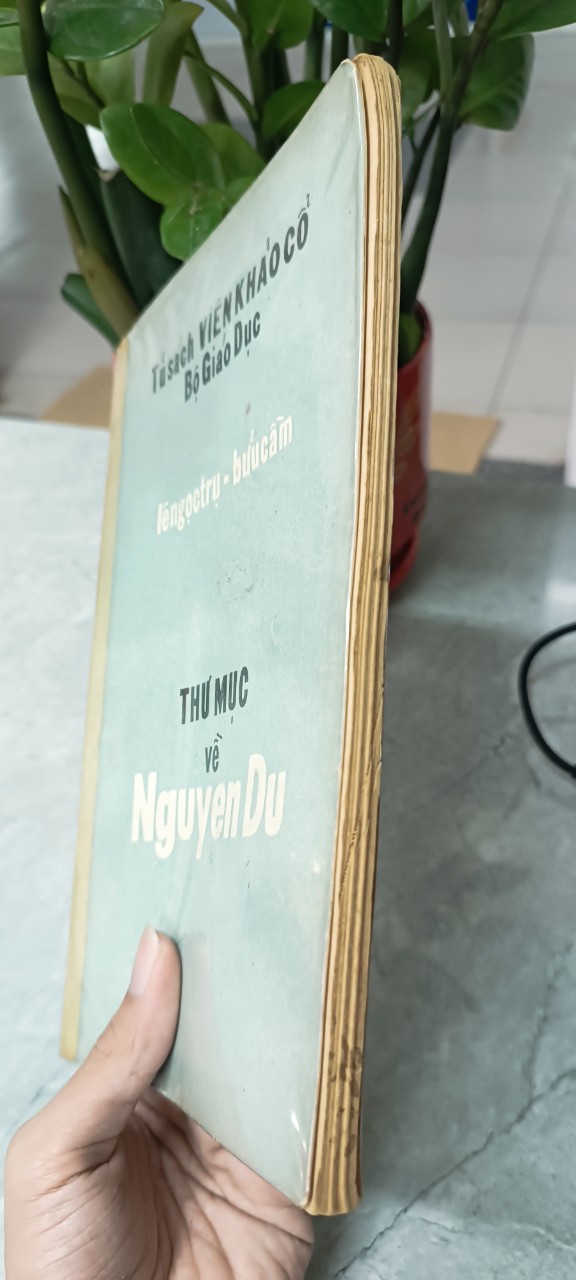 Tủ sách VIỆN KHẢO CỔ
Bộ Giáo Dục
lêngọctrụ - bửucầm
THƯ MỤC
về
Nguyễn Du